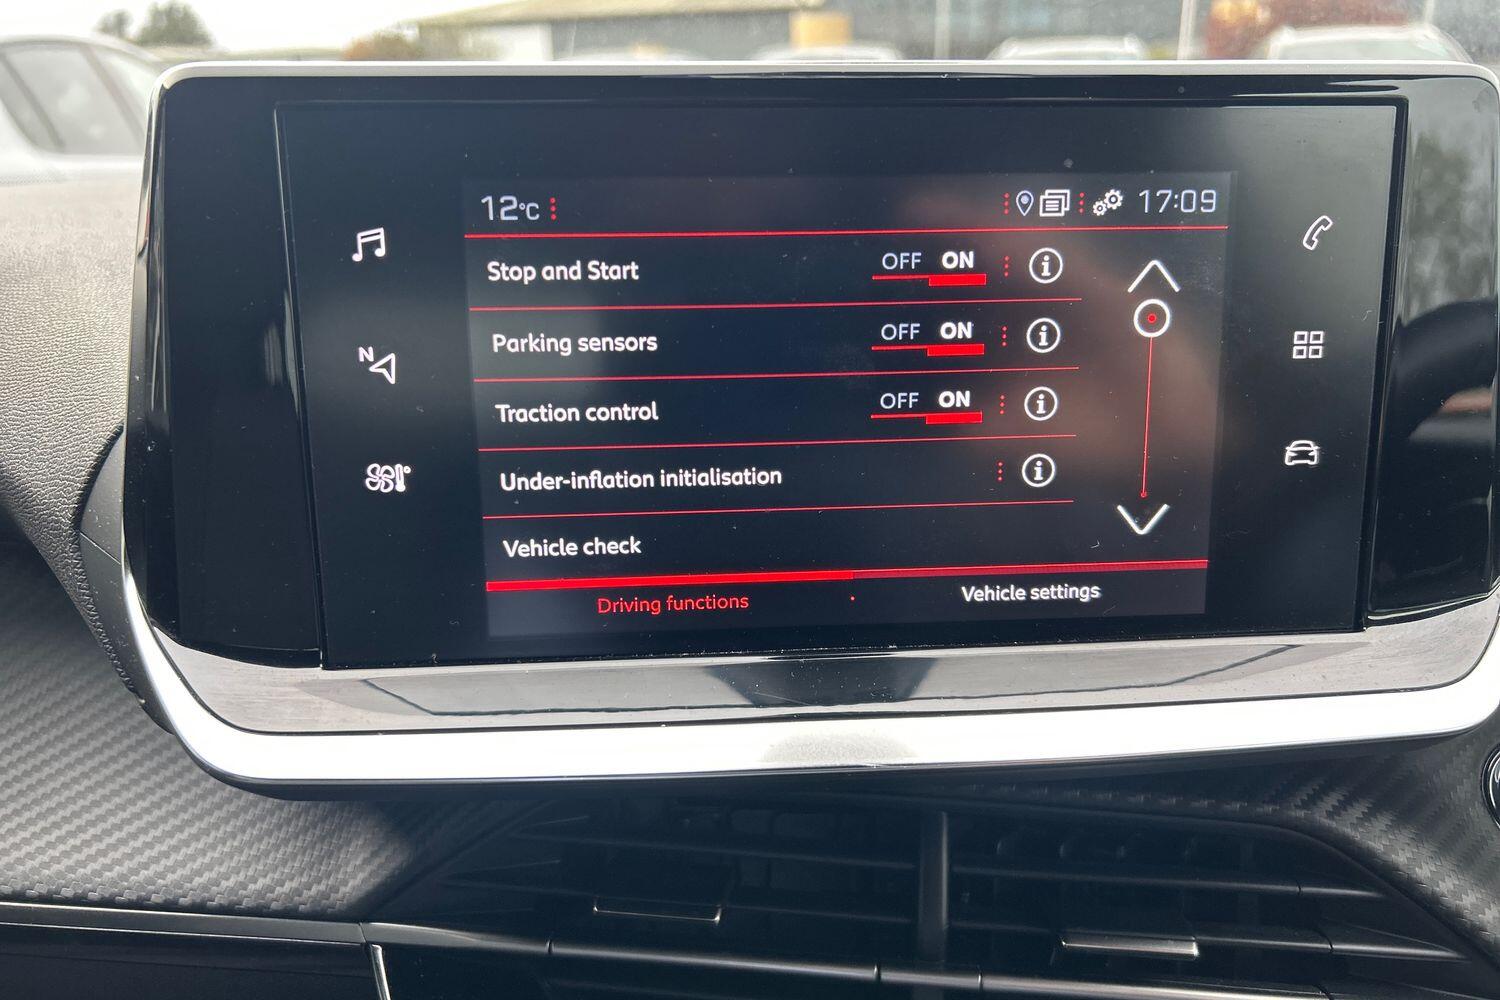 12°C
17:09
Stop and Start OFF ON
Parking sensors OFF ON
Traction control OFF ON
Under-inflation initialisation
Vehicle check
Driving functions
Vehicle settings
N